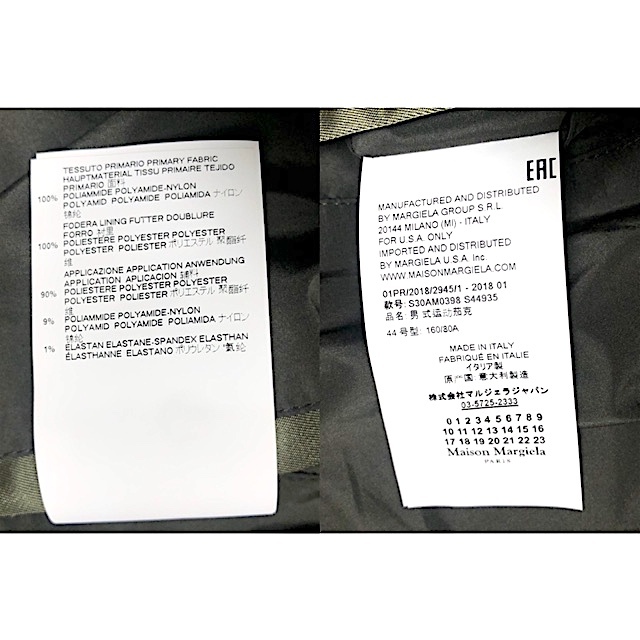 TESSUTO PRIMARIO PRIMARY FABRIC
HAUPTMATERIAL TISSU PRIMAIRE TEJIDO
PRIMARIO 面料
100% POLIAMMIDE POLYAMIDE-NYLON
POLYAMID POLYAMIDE POLIAMIDA ナイロン
锦纶
FODERA LINING FUTTER DOUBLURE
FORRO 衬里
100% POLIESTERE POLYESTER POLYESTER
POLYESTER POLIESTER ポリエステル 聚酯纤
维
APPLICAZIONE APPLICATION ANWENDUNG
APPLICATION APLICACION 辅料
90% POLIESTERE POLYESTER POLYESTER
POLYESTER POLIESTER ポリエステル 聚酯纤
维
9% POLIAMMIDE POLYAMIDE-NYLON
POLYAMID POLYAMIDE POLIAMIDA ナイロン
锦纶
1% ELASTAN ELASTANE-SPANDEX ELASTHAN
ÉLASTHANNE ELASTANO ポリウレタン 氨纶
EAC
MANUFACTURED AND DISTRIBUTED
BY MARGIELA GROUP S.R.L.
20144 MILANO (MI) - ITALY
FOR U.S.A. ONLY
IMPORTED AND DISTRIBUTED
BY MARGIELA U.S.A. Inc.
WWW.MAISONMARGIELA.COM
01PR/2018/2945/1 - 2018 01
款号: S30AM0398 S44935
品名: 男式运动茄克
44 号型: 160/80A
MADE IN ITALY
FABRIQUÉ EN ITALIE
イタリア製
原产国 意大利製造
株式会社マルジェラジャパン
03-5725-2333
0 1 2 3 4 5 6 7 8 9
10 11 12 13 14 15 16
17 18 19 20 21 22 23
Maison Margiela
PARIS